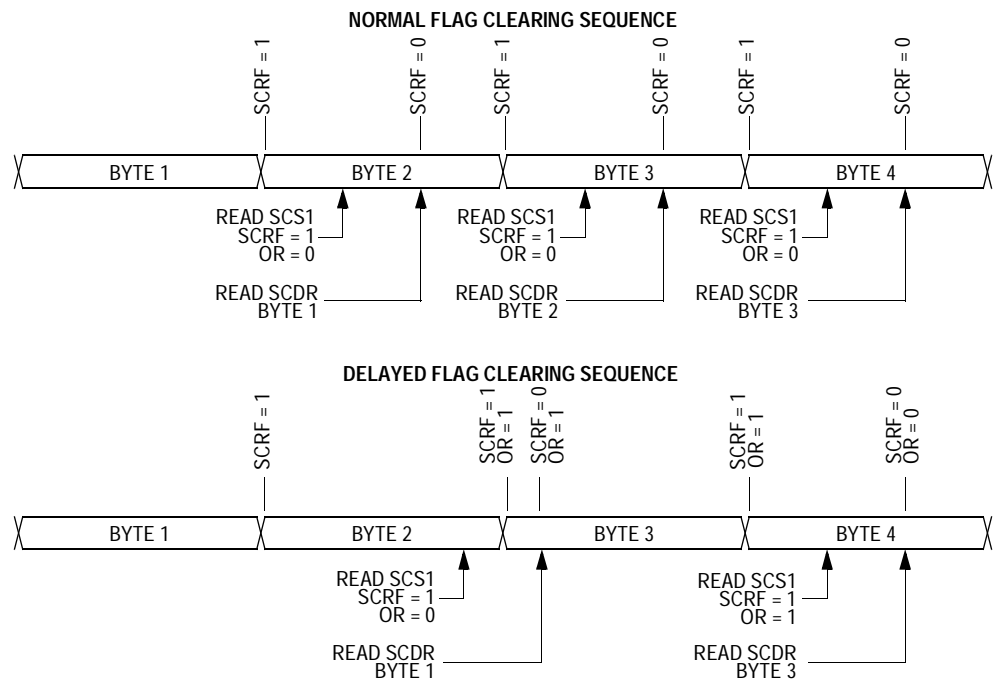 NORMAL FLAG CLEARING SEQUENCE
SCRF = 1
SCRF = 0
SCRF = 1
SCRF = 0
SCRF = 1
SCRF = 0
BYTE 1
BYTE 2
BYTE 3
BYTE 4
READ SCS1
SCRF = 1
OR = 0
READ SCS1
SCRF = 1
OR = 0
READ SCS1
SCRF = 1
OR = 0
READ SCDR
BYTE 1
READ SCDR
BYTE 2
READ SCDR
BYTE 3
DELAYED FLAG CLEARING SEQUENCE
SCRF = 1
SCRF = 1
OR = 1
SCRF = 0
OR = 1
SCRF = 1
OR = 1
SCRF = 0
OR = 0
BYTE 1
BYTE 2
BYTE 3
BYTE 4
READ SCS1
SCRF = 1
OR = 0
READ SCS1
SCRF = 1
OR = 1
READ SCDR
BYTE 1
READ SCDR
BYTE 3